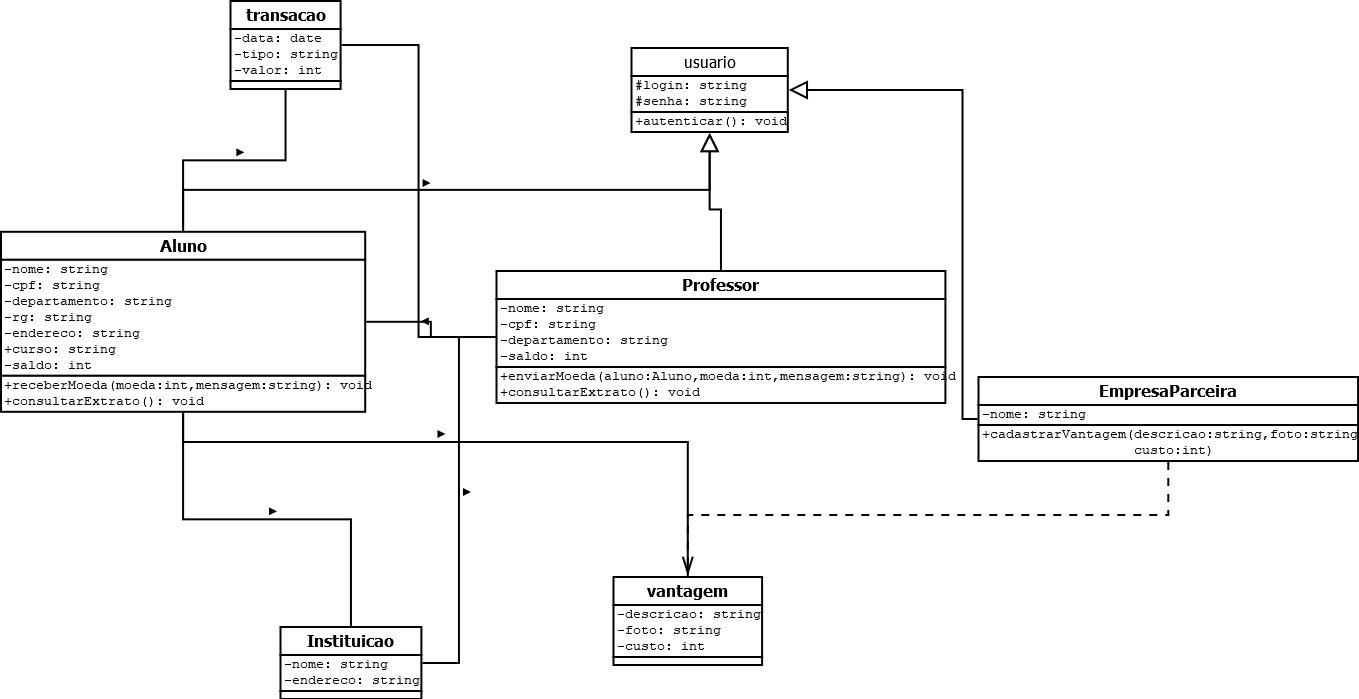 transacao
-data: date
-tipo: string
-valor: int
usuario
#login: string
#senha: string
+autenticar(): void
Aluno
-nome: string
-cpf: string
-departamento: string
-rg: string
-endereco: string
+curso: string
-saldo: int
+receberMoeda(moeda:int,mensagem:string): void
+consultarExtrato(): void
Professor
-nome: string
-cpf: string
-departamento: string
-saldo: int
+enviarMoeda(aluno:Aluno,moeda:int,mensagem:string): void
+consultarExtrato(): void
EmpresaParceira
-nome: string
+cadastrarVantagem(descricao:string,foto:string
custo:int)
vantagem
-descricao: string
-foto: string
-custo: int
Instituicao
-nome: string
-endereco: string